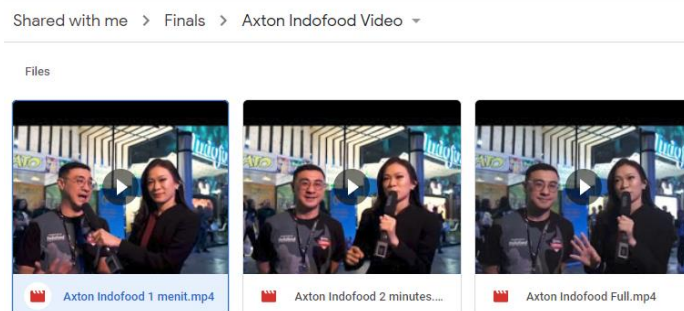 Shared with me > Finals > Axton Indofood Video
Files
Axton Indofood 1 menit.mp4
Axton Indofood 2 minutes....
Axton Indofood Full.mp4